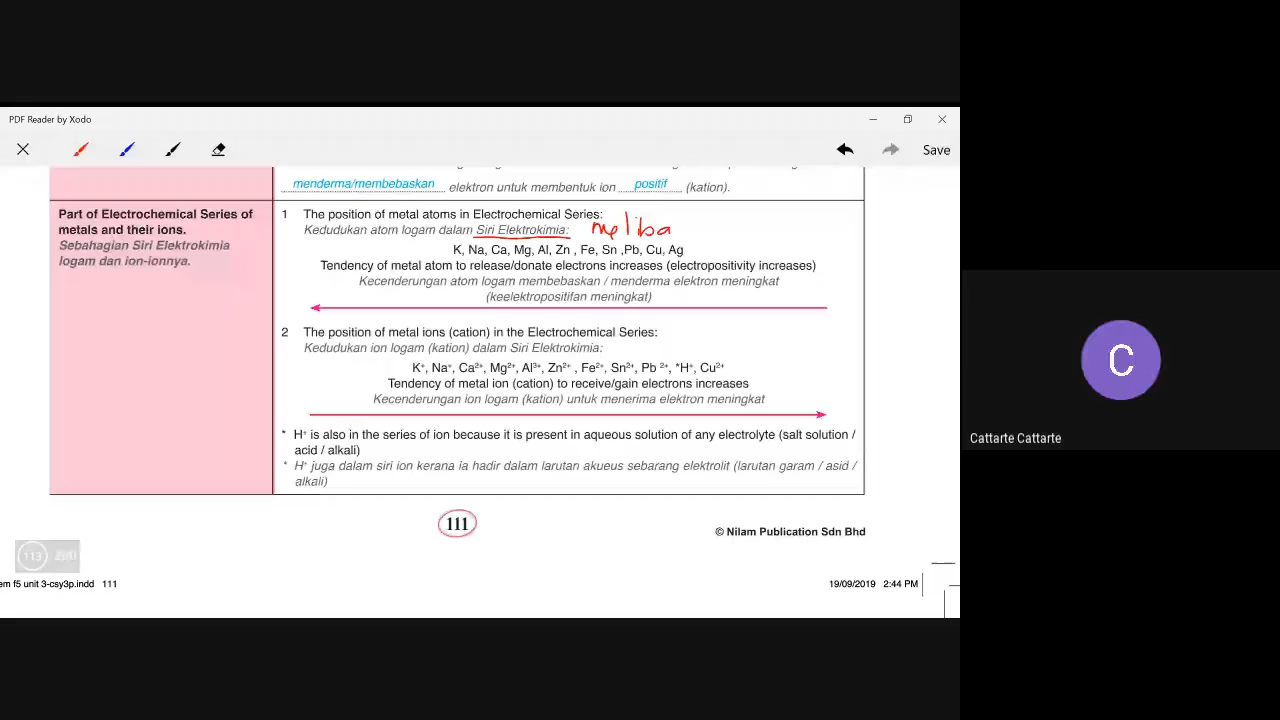 PDF Reader by Xodo
Save
menderma/membebaskan elektron untuk membentuk ion positif (kation).
Part of Electrochemical Series of
metals and their ions.
Sebahagian Siri Elektrokimia
logam dan ion-ionnya.
1 The position of metal atoms in Electrochemical Series:
Kedudukan atom logam dalam Siri Elektrokimia: meliba
K, Na, Ca, Mg, Al, Zn , Fe, Sn ,Pb, Cu, Ag
Tendency of metal atom to release/donate electrons increases (electropositivity increases)
Kecenderungan atom logam membebaskan / menderma elektron meningkat
(keelektropositifan meningkat)
2 The position of metal ions (cation) in the Electrochemical Series:
Kedudukan ion logam (kation) dalam Siri Elektrokimia:
K⁺, Na⁺, Ca²⁺, Mg²⁺, Al³⁺, Zn²⁺ , Fe²⁺, Sn²⁺, Pb ²⁺, *H⁺, Cu²⁺
Tendency of metal ion (cation) to receive/gain electrons increases
Kecenderungan ion logam (kation) untuk menerima elektron meningkat
* H⁺ is also in the series of ion because it is present in aqueous solution of any electrolyte (salt solution /
acid / alkali)
* H⁺ juga dalam siri ion kerana ia hadir dalam larutan akueus sebarang elektrolit (larutan garam / asid /
alkali)
111
© Nilam Publication Sdn Bhd
113
em f5 unit 3-csy3p.indd 111
19/09/2019 2:44 PM
C
Cattarte Cattarte